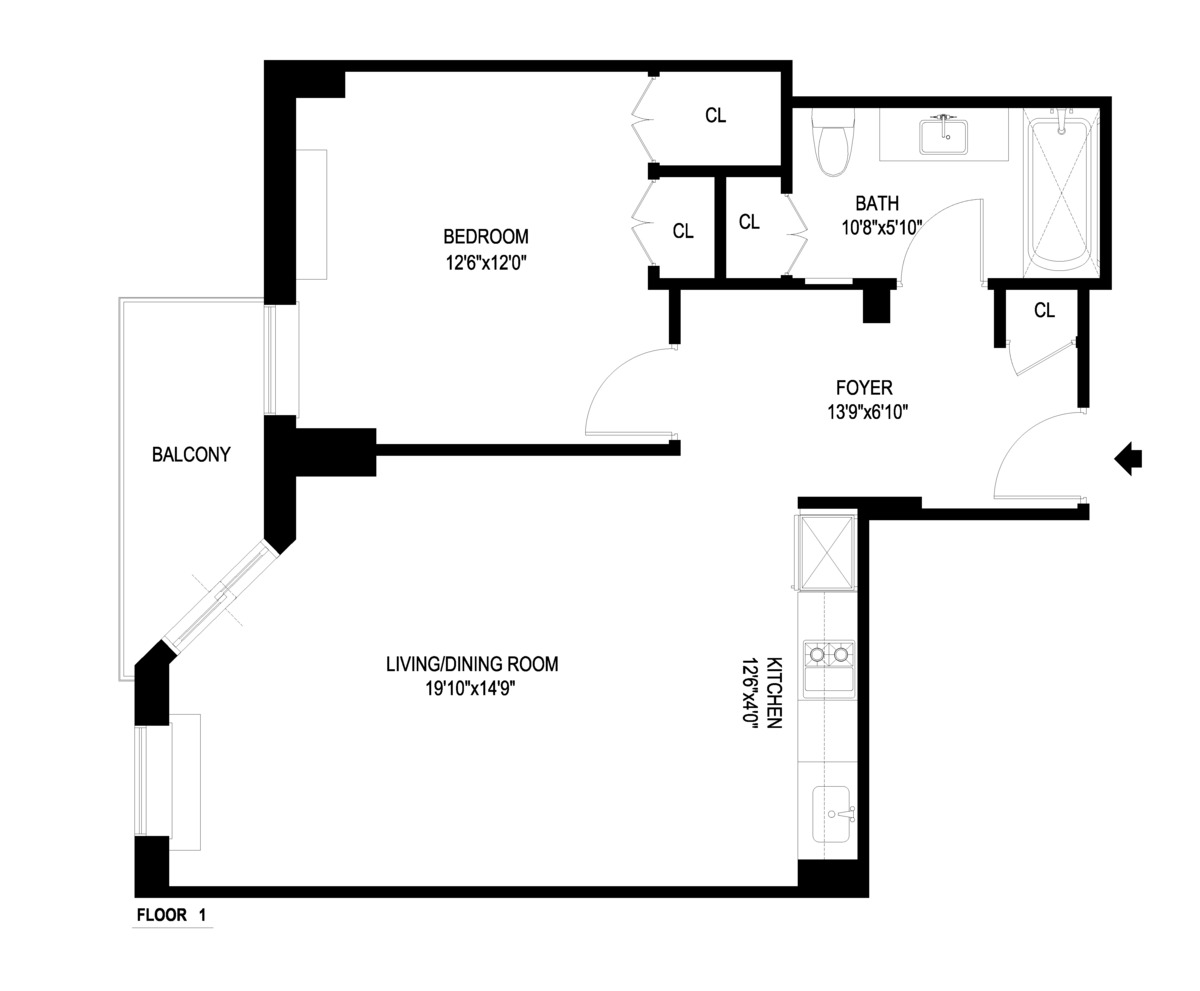 CL
BATH
10'8"x5'10"
CL
CL
BEDROOM
12'6"x12'0"
CL
FOYER
13'9"x6'10"
BALCONY
LIVING/DINING ROOM
19'10"x14'9"
KITCHEN
12'6"x4'0"
FLOOR 1